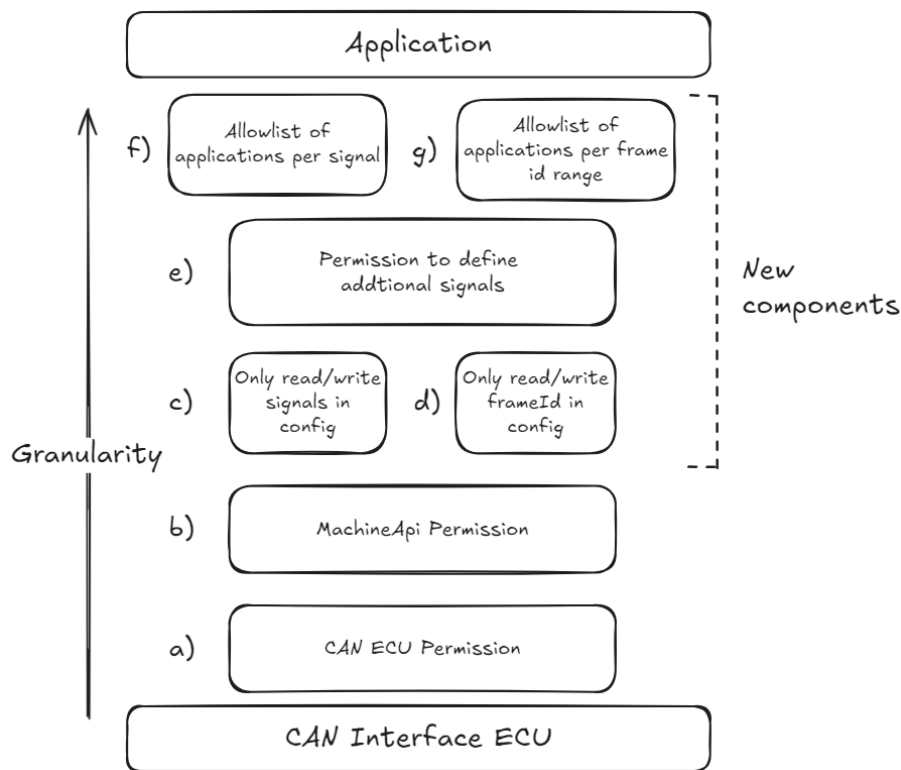 Application
f)
Allowlist of
applications per signal
g)
Allowlist of
applications per frame
id range
e)
Permission to define
addtional signals
New
components
c)
Only read/write
signals in
config
d)
Only read/write
frameId in
config
Granularity
b)
MachineApi Permission
a)
CAN ECU Permission
CAN Interface ECU